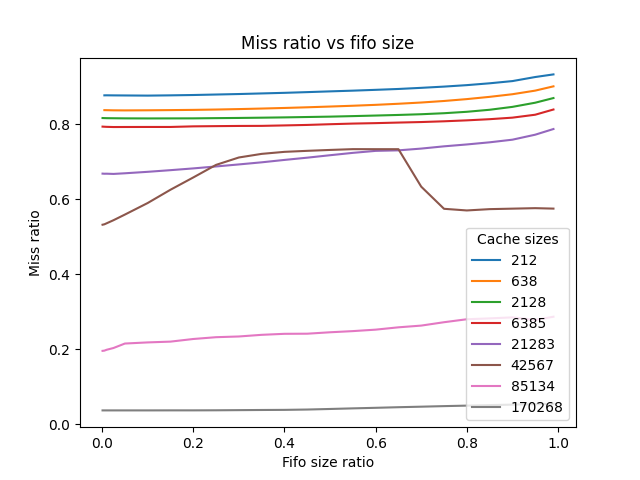 Miss ratio vs fifo size
Miss ratio
0.8
0.6
0.4
0.2
0.0
0.0 0.2 0.4 0.6 0.8 1.0
Fifo size ratio
Cache sizes
212
638
2128
6385
21283
42567
85134
170268